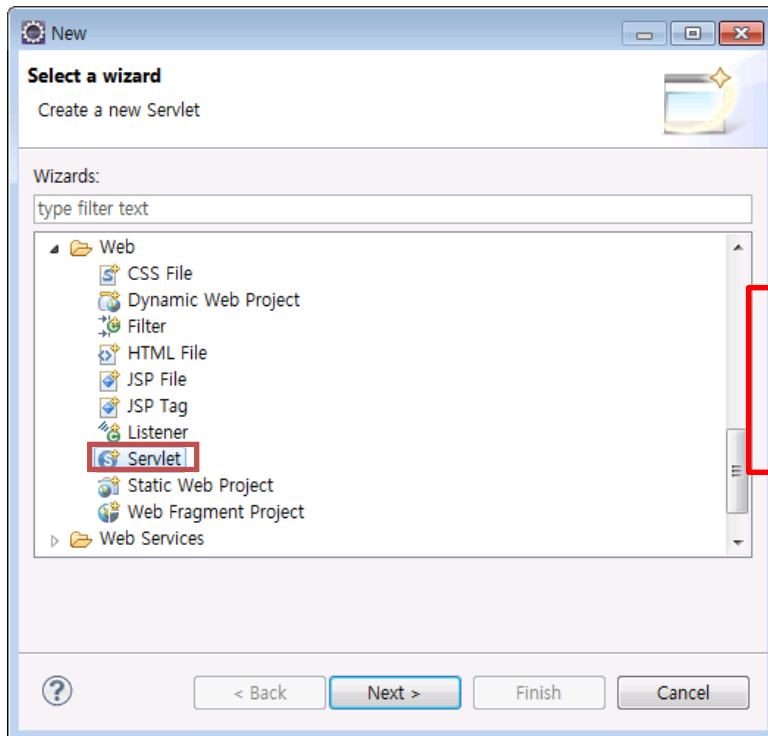 New
Select a wizard
Create a new Servlet
Wizards:
type filter text
Web
CSS File
Dynamic Web Project
Filter
HTML File
JSP File
JSP Tag
Listener
Servlet
Static Web Project
Web Fragment Project
Web Services
? < Back Next > Finish Cancel